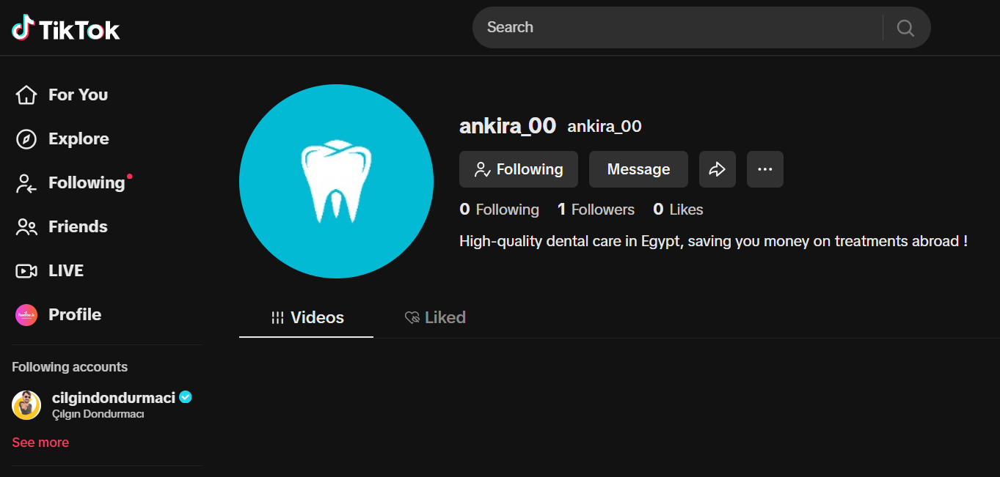 TikTok
Search
For You
Explore
Following
Friends
LIVE
Profile
Following accounts
cilgindondurmaci
Çılgın Dondurmacı
See more
ankira_00 ankira_00
Following Message
0 Following 1 Followers 0 Likes
High-quality dental care in Egypt, saving you money on treatments abroad !
Videos Liked